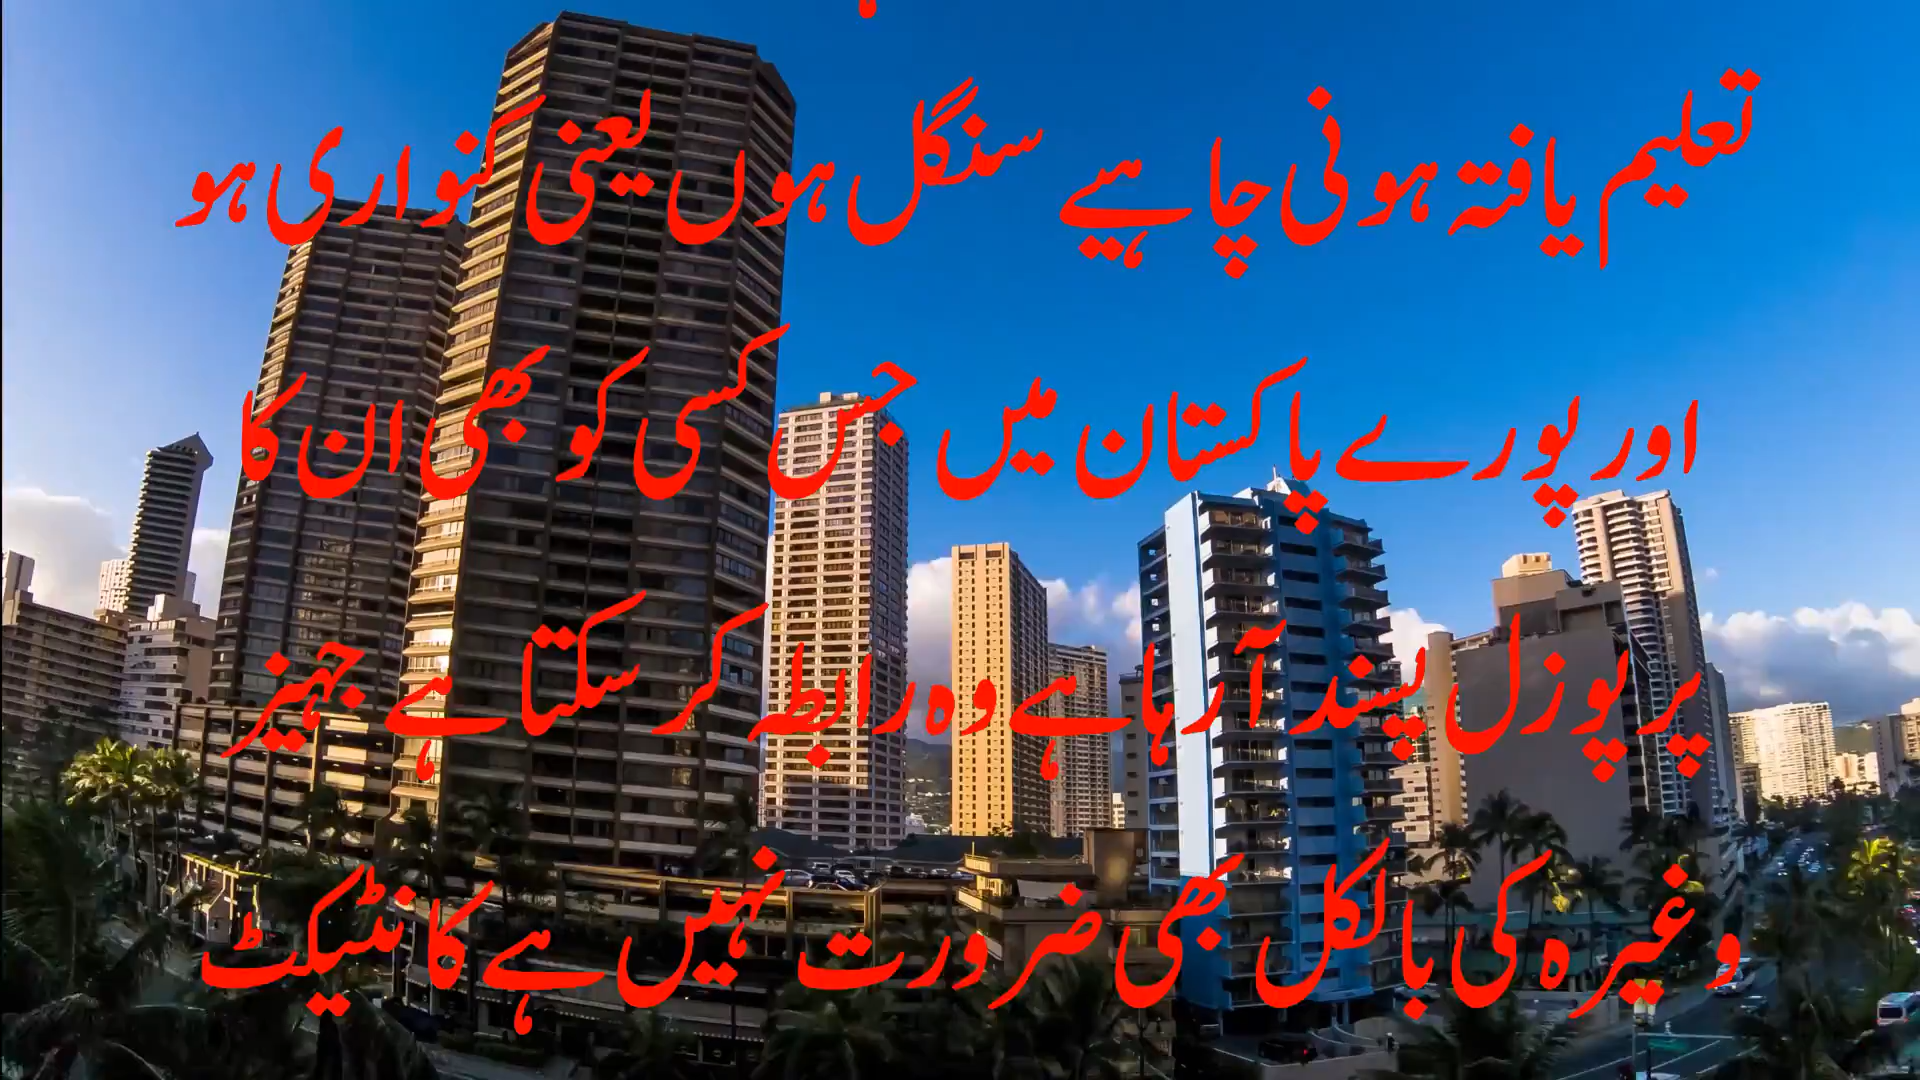 تعلیم یافتہ ہونی چاہیے سنگل ہوں یعنی کنواری ہو
اور پورے پاکستان میں جس کسی کو بھی ان کا
پرپوزل پسند آ رہا ہے وہ رابطہ کر سکتا ہے جہیز
وغیرہ کی بالکل بھی ضرورت نہیں ہے کانٹیکٹ